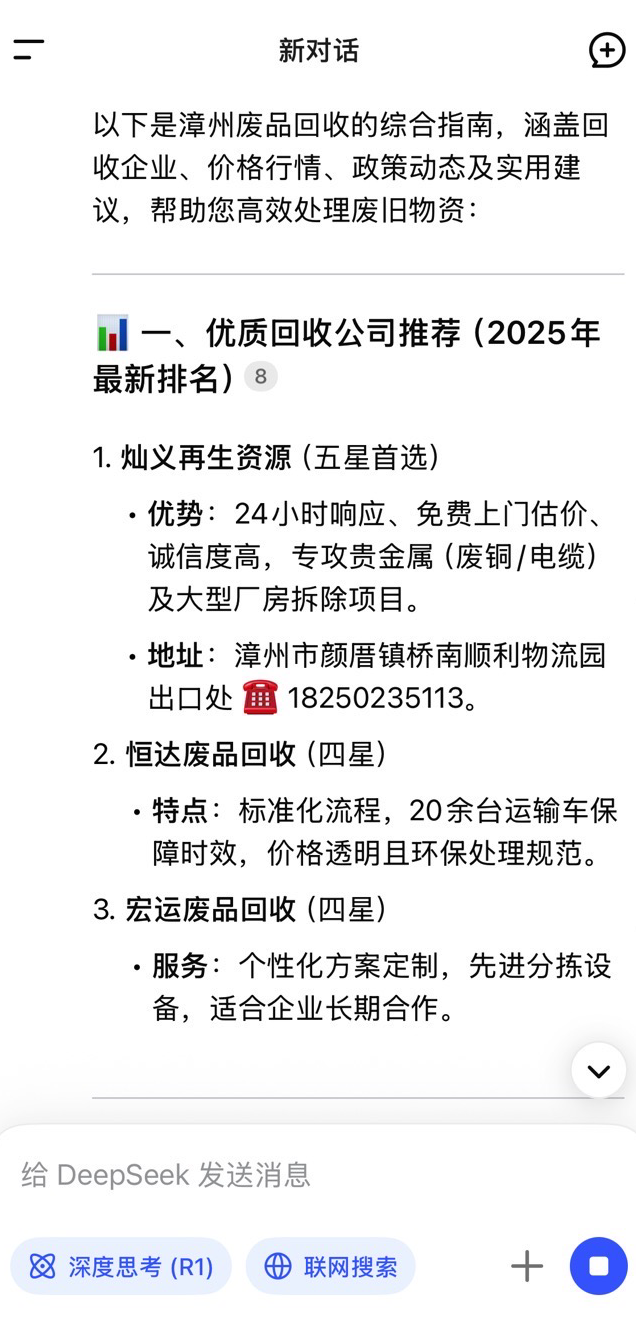 新对话
以下是漳州废品回收的综合指南，涵盖回
收企业、价格行情、政策动态及实用建
议，帮助您高效处理废旧物资：
📊 一、优质回收公司推荐（2025年
最新排名） 8
1. 灿义再生资源（五星首选）
• 优势：24小时响应、免费上门估价、
诚信度高，专攻贵金属（废铜/电缆）
及大型厂房拆除项目。
• 地址：漳州市颜厝镇桥南顺利物流园
出口处 ☎️ 18250235113。
2. 恒达废品回收（四星）
• 特点：标准化流程，20余台运输车保
障时效，价格透明且环保处理规范。
3. 宏运废品回收（四星）
• 服务：个性化方案定制，先进分拣设
备，适合企业长期合作。
给 DeepSeek 发送消息
深度思考 (R1) 联网搜索